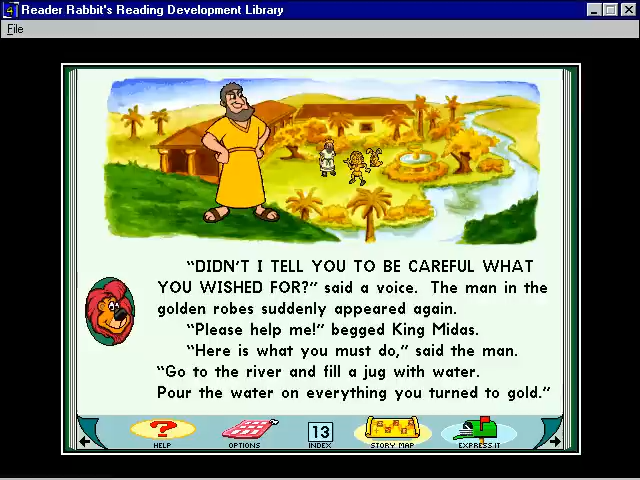 Reader Rabbit's Reading Development Library
File
“DIDN'T I TELL YOU TO BE CAREFUL WHAT
YOU WISHED FOR?” said a voice. The man in the
golden robes suddenly appeared again.
“Please help me!” begged King Midas.
“Here is what you must do,” said the man.
“Go to the river and fill a jug with water.
Pour the water on everything you turned to gold.”
HELP
OPTIONS
13
INDEX
STORY MAP
EXPRESS IT